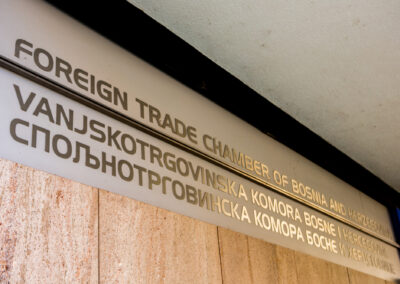 FOREIGN TRADE CHAMBER OF BOSNIA AND HERZEGOVINA
VANJSKOTRGOVINSKA KOMORA BOSNE I HERCEGOVINE
СПОЉНОТРГОВИНСКА КОМОРА БОСНЕ И ХЕРЦЕГОВИНЕ